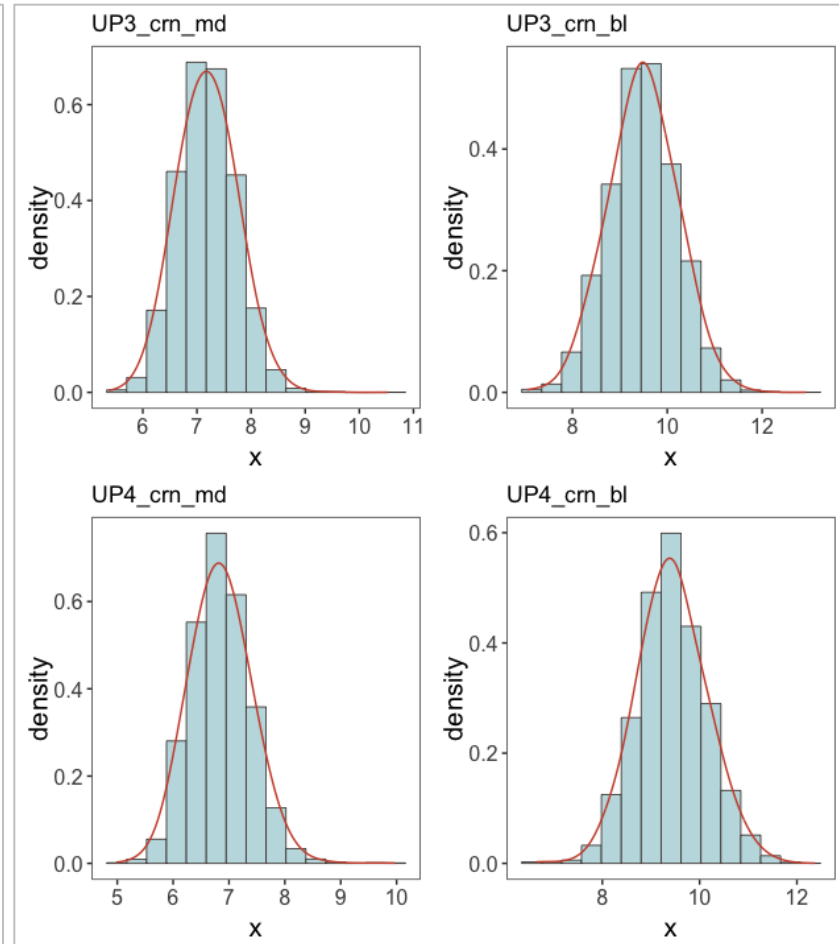 UP3_crn_md
0.6
0.4
0.2
0.0
density
6 7 8 9 10 11
x
UP3_crn_bl
0.4
0.2
0.0
density
8 10 12
x
UP4_crn_md
0.6
0.4
0.2
0.0
density
5 6 7 8 9 10
x
UP4_crn_bl
0.6
0.4
0.2
0.0
density
8 10 12
x